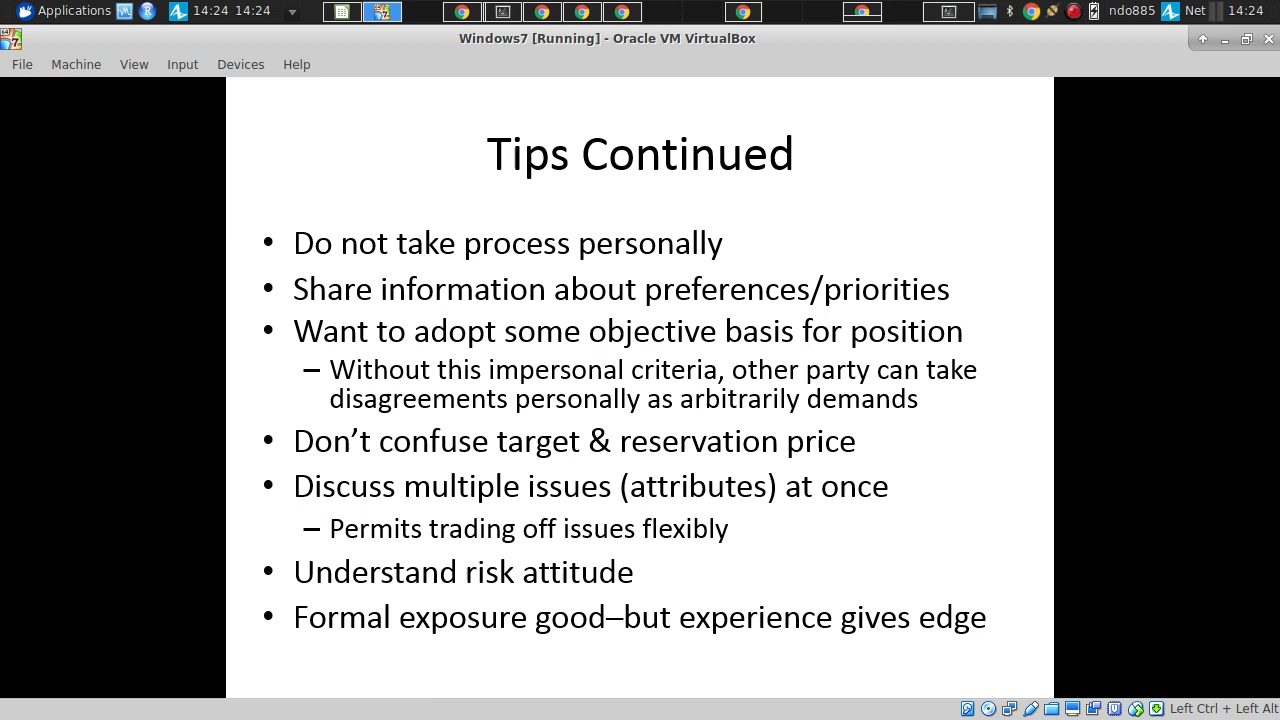 Applications 14:24 14:24 ndo885 Net 14:24
Windows7 [Running] - Oracle VM VirtualBox
File Machine View Input Devices Help
Tips Continued
• Do not take process personally
• Share information about preferences/priorities
• Want to adopt some objective basis for position
– Without this impersonal criteria, other party can take
disagreements personally as arbitrarily demands
• Don’t confuse target & reservation price
• Discuss multiple issues (attributes) at once
– Permits trading off issues flexibly
• Understand risk attitude
• Formal exposure good–but experience gives edge
Left Ctrl + Left Alt